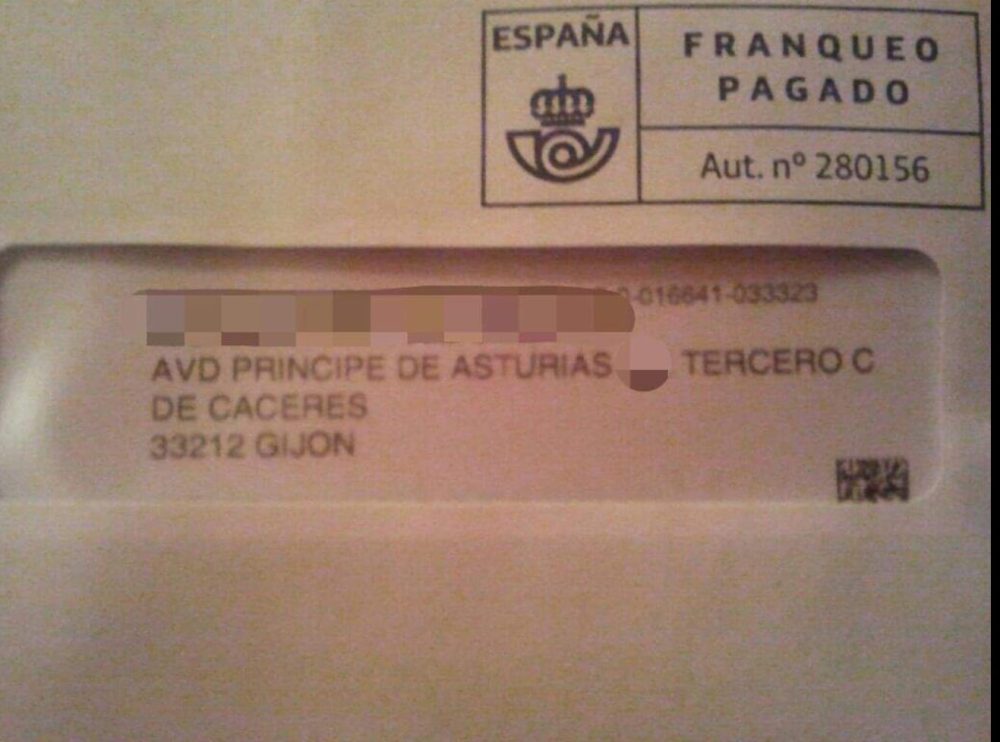 ESPAÑA
FRANQUEO
PAGADO
Aut. nº 280156
-016641-033323
AVD PRINCIPE DE ASTURIAS TERCERO C
DE CACERES
33212 GIJON